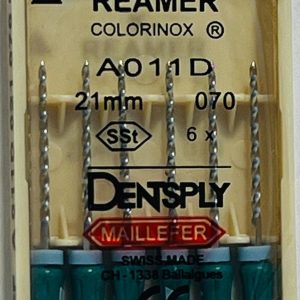 REAMER
COLORINOX ®
A011D
21mm 070
SSt 6 x
DENTSPLY
MAILLEFER
SWISS MADE
CH - 1338 Ballaigues